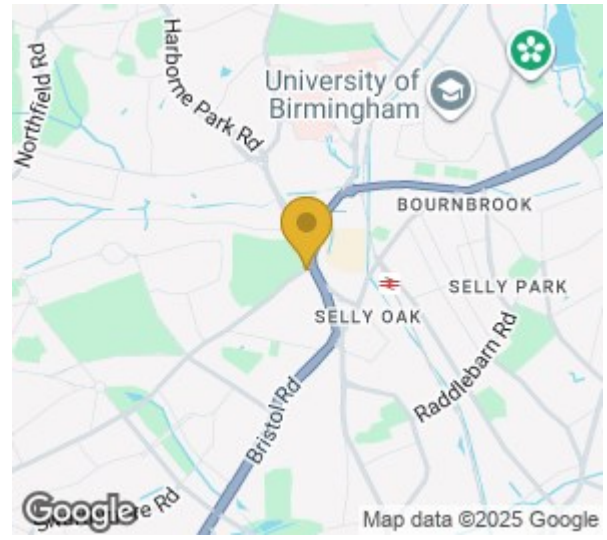 Harborne Park Rd
Northfield Rd
University of
Birmingham
BOURNBROOK
SELLY PARK
SELLY OAK
Raddlebarn Rd
Bristol Rd
Google
Map data ©2025 Google